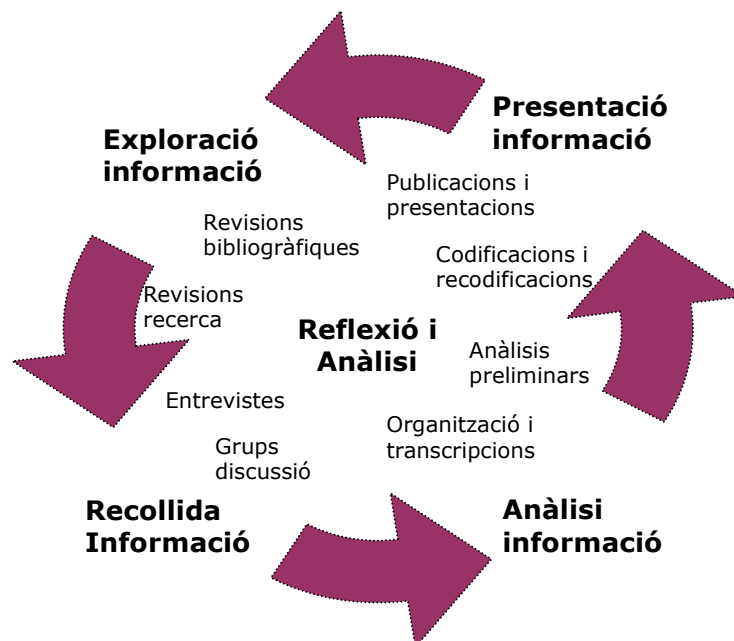 Presentació
informació
Exploració
informació
Publicacions i
presentacions
Revisions
bibliogràfiques
Codificacions i
recodificacions
Revisions
recerca
Reflexió i
Anàlisi
Anàlisis
preliminars
Entrevistes
Organització i
transcripcions
Grups
discussió
Recollida
Informació
Anàlisi
informació